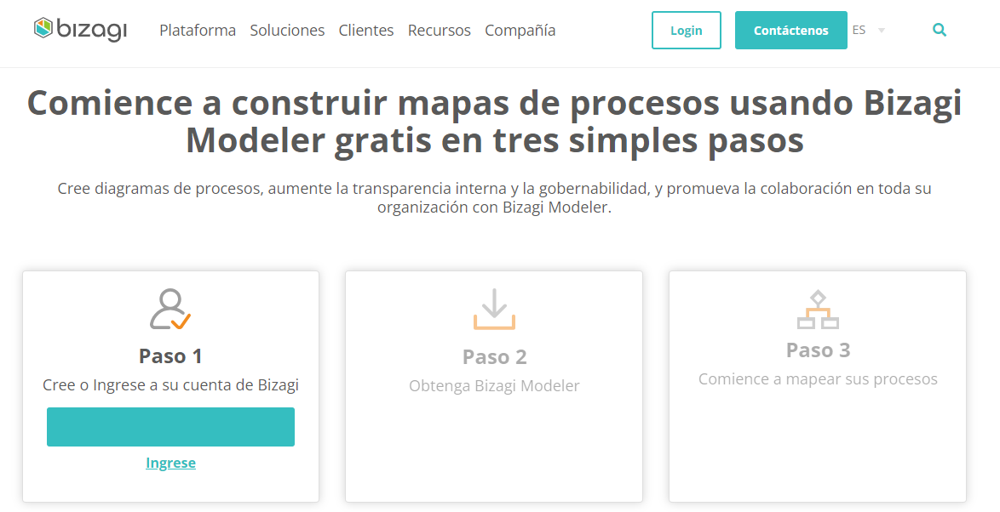 bizagi Plataforma Soluciones Clientes Recursos Compañía Login Contáctenos ES
Comience a construir mapas de procesos usando Bizagi
Modeler gratis en tres simples pasos
Cree diagramas de procesos, aumente la transparencia interna y la gobernabilidad, y promueva la colaboración en toda su
organización con Bizagi Modeler.
Paso 1
Cree o Ingrese a su cuenta de Bizagi
Ingrese
Paso 2
Obtenga Bizagi Modeler
Paso 3
Comience a mapear sus procesos